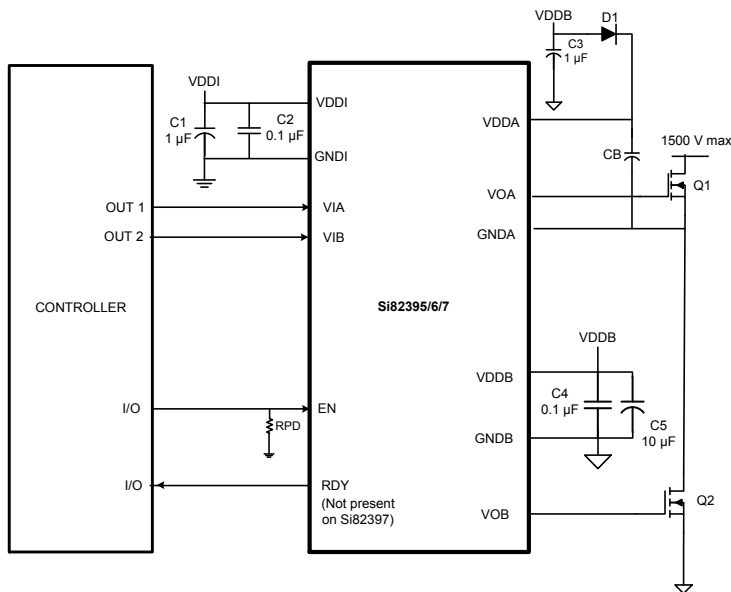 VDDB
D1
C3
1 µF
VDDI
C1
1 µF
C2
0.1 µF
VDDI
GNDI
VDDA
CB
1500 V max
Q1
VOA
GNDA
OUT 1
VIA
OUT 2
VIB
CONTROLLER
Si82395/6/7
VDDB
VDDB
C4
0.1 µF
C5
10 µF
GNDB
I/O
EN
RPD
I/O
RDY
(Not present
on Si82397)
VOB
Q2